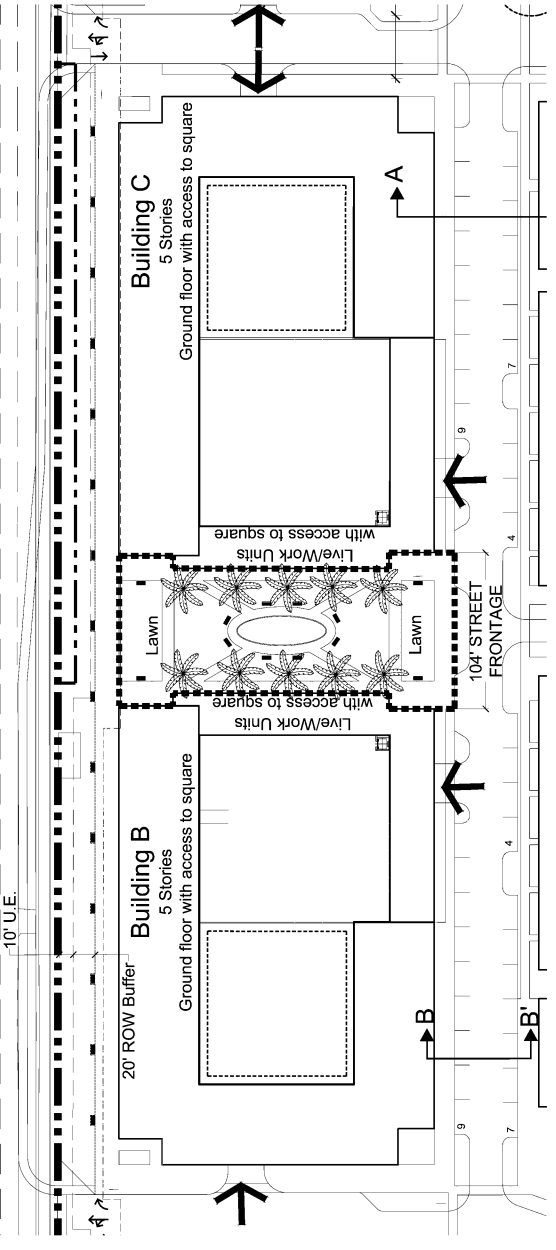 Building C
5 Stories
Ground floor with access to square
A
7
9
4
Live/Work Units
with access to square
Lawn
Lawn
104' STREET
FRONTAGE
Live/Work Units
with access to square
Building B
5 Stories
Ground floor with access to square
4
10' U.E.
20' ROW Buffer
B
B'
9
7